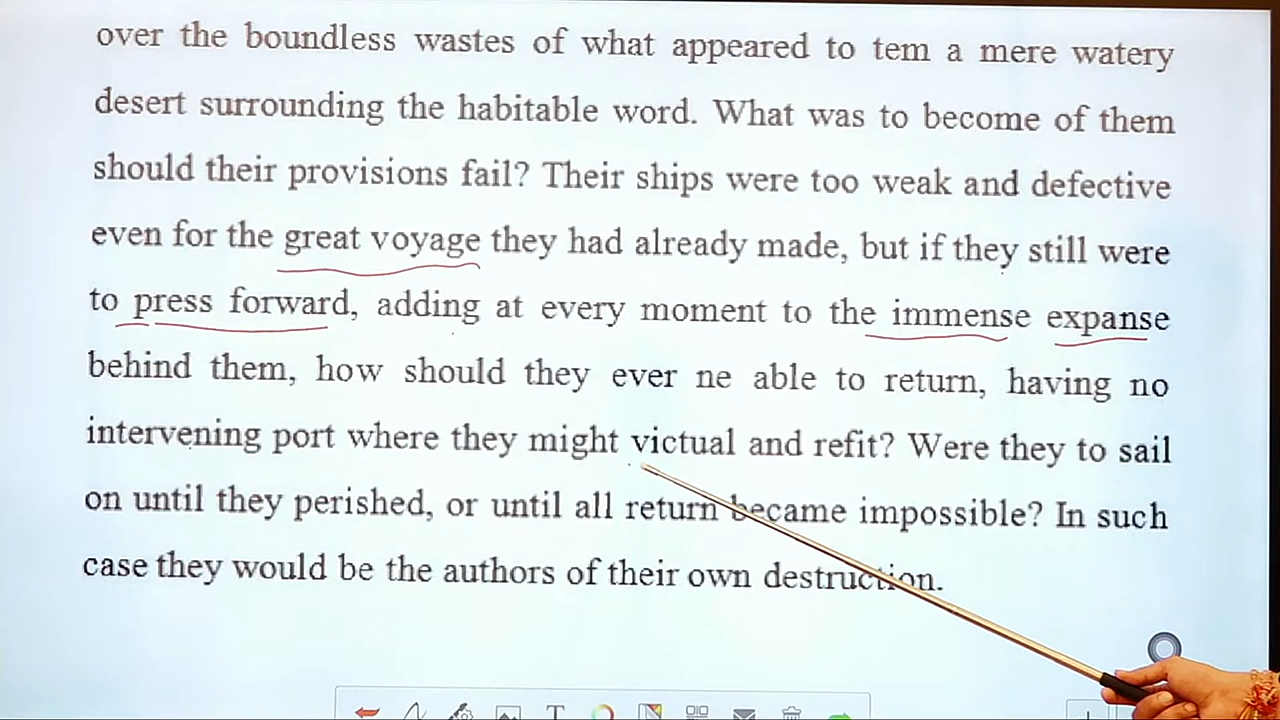 over the boundless wastes of what appeared to tem a mere watery
desert surrounding the habitable word. What was to become of them
should their provisions fail? Their ships were too weak and defective
even for the great voyage they had already made, but if they still were
to press forward, adding at every moment to the immense expanse
behind them, how should they ever ne able to return, having no
intervening port where they might victual and refit? Were they to sail
on until they perished, or until all return became impossible? In such
case they would be the authors of their own destruction.